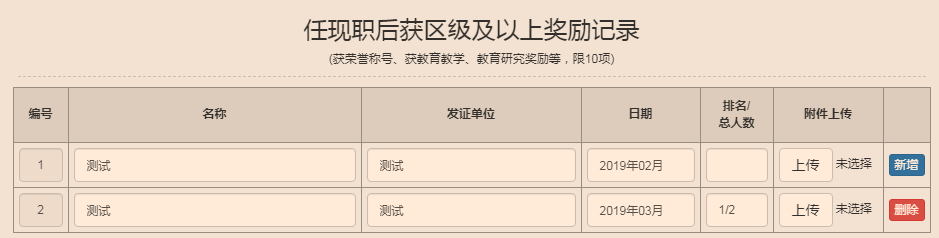 任现职后获区级及以上奖励记录
(获荣誉称号、获教育教学、教育研究奖励等，限10项)
编号 名称 发证单位 日期 排名/ 附件上传
总人数
1 测试 测试 2019年02月 上传 未选择 新增
2 测试 测试 2019年03月 1/2 上传 未选择 删除